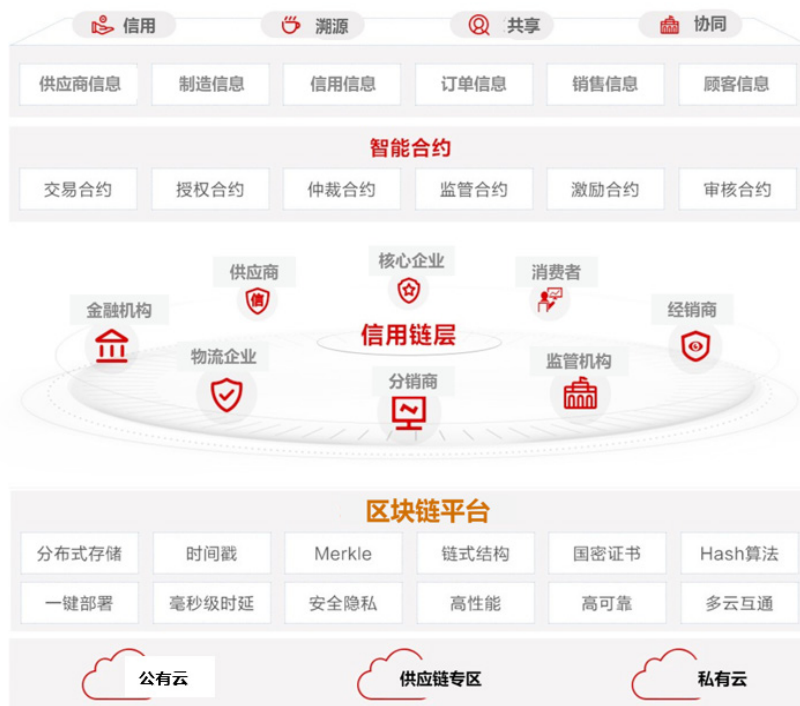 信用 溯源 共享 协同
供应商信息 制造信息 信用信息 订单信息 销售信息 顾客信息
智能合约
交易合约 授权合约 仲裁合约 监管合约 激励合约 审核合约
供应商 核心企业 消费者
信
金融机构 经销商
信用链层
物流企业 分销商 监管机构
区块链平台
分布式存储 时间戳 Merkle 链式结构 国密证书 Hash算法
一键部署 毫秒级时延 安全隐私 高性能 高可靠 多云互通
公有云 供应链专区 私有云